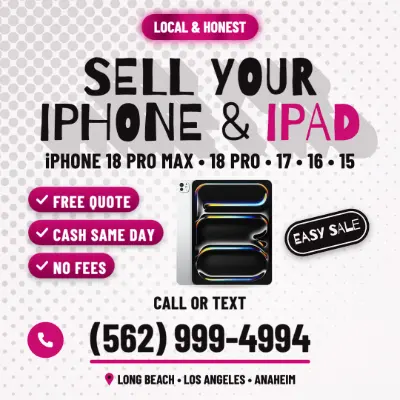 LOCAL & HONEST
SELL YOUR
IPHONE & IPAD
iPHONE 18 PRO MAX • 18 PRO • 17 • 16 • 15
FREE QUOTE
CASH SAME DAY
NO FEES
EASY SALE
CALL OR TEXT
(562) 999-4994
LONG BEACH • LOS ANGELES • ANAHEIM